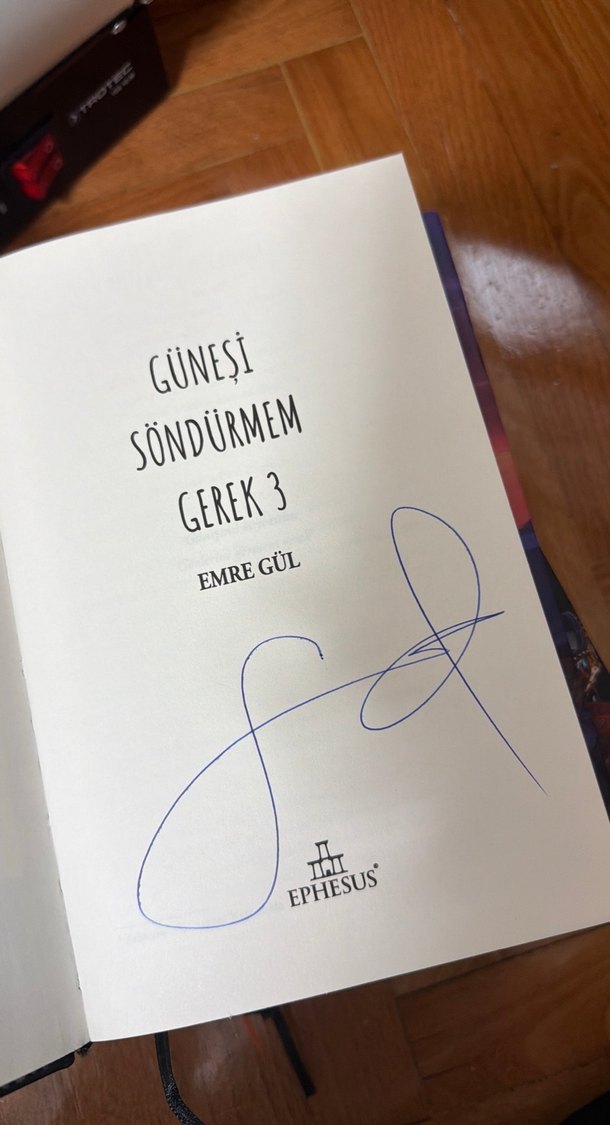 TROTEC
GÜNEŞİ
SÖNDÜRMEM
GEREK 3
EMRE GÜL
EPHESUS®